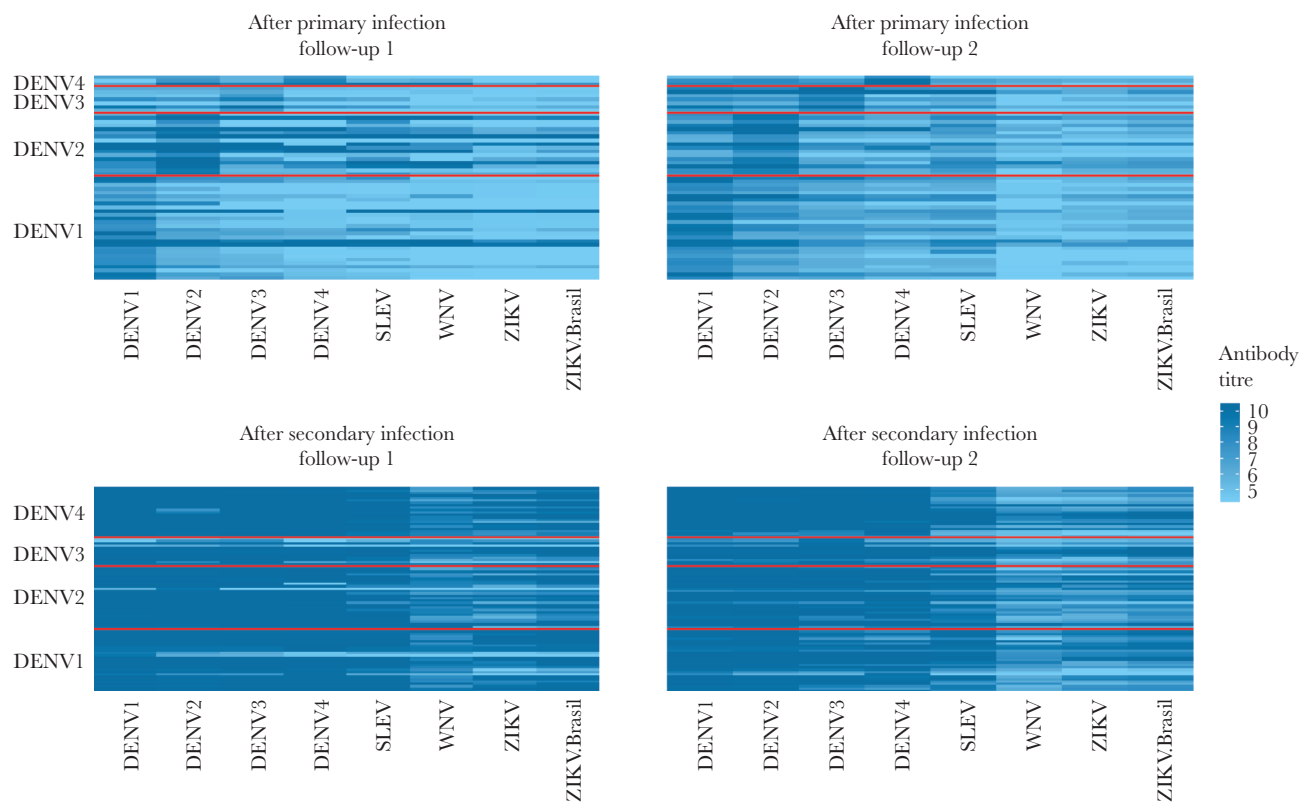 After primary infection
follow-up 1
After primary infection
follow-up 2
DENV4
DENV3
DENV2
DENV1
DENV1
DENV2
DENV3
DENV4
SLEV
WNV
ZIKV
ZIKV.Brasil
DENV1
DENV2
DENV3
DENV4
SLEV
WNV
ZIKV
ZIKV.Brasil
Antibody
titre
10
9
8
7
6
5
After secondary infection
follow-up 1
After secondary infection
follow-up 2
DENV4
DENV3
DENV2
DENV1
DENV1
DENV2
DENV3
DENV4
SLEV
WNV
ZIKV
ZIKV.Brasil
DENV1
DENV2
DENV3
DENV4
SLEV
WNV
ZIKV
ZIKV.Brasil